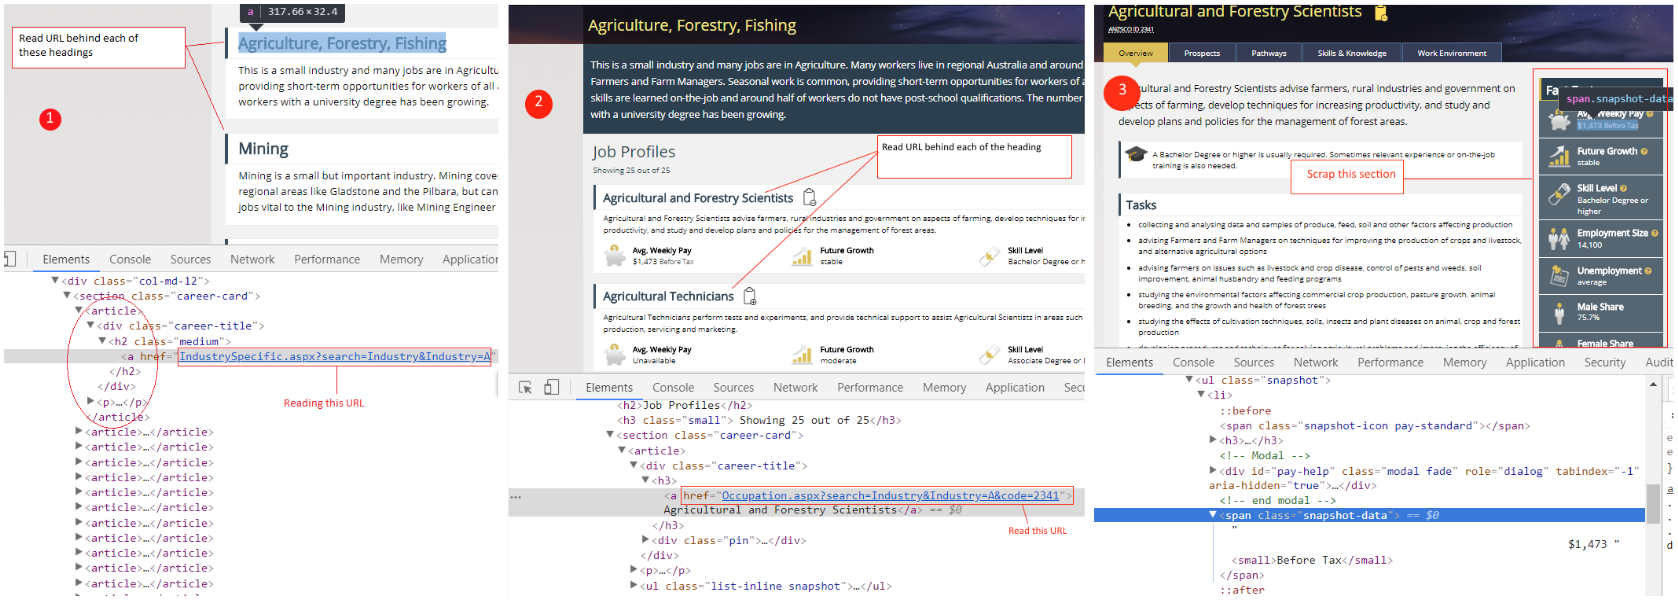 a 317.66 × 32.4
Read URL behind each of
these headings
Agriculture, Forestry, Fishing
This is a small industry and many jobs are in Agricultu
providing short-term opportunities for workers of all
workers with a university degree has been growing.
1
Mining
Mining is a small but important industry. Mining cove
regional areas like Gladstone and the Pilbara, but can
jobs vital to the Mining industry, like Mining Engineer
Elements Console Sources Network Performance Memory Application
▼<div class="col-md-12">
▼<section class="career-card">
▼<article>
▼<div class="career-title">
▼<h2 class="medium">
<a href="IndustrySpecific.aspx?search=Industry&Industry=A"
</h2>
</div>
▶<p>…</p>
</article>
Reading this URL
▶<article>…</article>
▶<article>…</article>
▶<article>…</article>
▶<article>…</article>
▶<article>…</article>
▶<article>…</article>
▶<article>…</article>
▶<article>…</article>
▶<article>…</article>
▶<article>…</article>
▶<article>…</article>
Agriculture, Forestry, Fishing
2
This is a small industry and many jobs are in Agriculture. Many workers live in regional Australia and around
Farmers and Farm Managers. Seasonal work is common, providing short-term opportunities for workers of a
skills are learned on-the-job and around half of workers do not have post-school qualifications. The number
with a university degree has been growing.
Read URL behind each of the heading
Job Profiles
Showing 25 out of 25
Agricultural and Forestry Scientists
Agricultural and Forestry Scientists advise farmers, rural industries and government on aspects of farming, develop techniques for i
productivity, and study and develop plans and policies for the management of forest areas.
Avg. Weekly Pay
$1,473 Before Tax
Future Growth
stable
Skill Level
Bachelor Degree or h
Agricultural Technicians
Agricultural Technicians perform tests and experiments, and provide technical support to assist Agricultural Scientists in areas such
production, servicing and marketing.
Avg. Weekly Pay
Unavailable
Future Growth
moderate
Skill Level
Associate Degree or
Elements Console Sources Network Performance Memory Application Secu
<h2>Job Profiles</h2>
<h3 class="small"> Showing 25 out of 25</h3>
▼<section class="career-card">
▼<article>
▼<div class="career-title">
▼<h3>
… <a href="Occupation.aspx?search=Industry&Industry=A&code=2341">
Agricultural and Forestry Scientists</a> == $0
</h3>
Read this URL
▶<div class="pin">…</div>
</div>
▶<p>…</p>
▶<ul class="list-inline snapshot">…</ul>
Agricultural and Forestry Scientists
ANZSCO ID 2341
Overview Prospects Pathways Skills & Knowledge Work Environment
3
cultural and Forestry Scientists advise farmers, rural industries and government on
pects of farming, develop techniques for increasing productivity, and study and
develop plans and policies for the management of forest areas.
A Bachelor Degree or higher is usually required. Sometimes relevant experience or on-the-job
training is also needed.
Scrap this section
Tasks
• collecting and analysing data and samples of produce, feed, soil and other factors affecting production
• advising Farmers and Farm Managers on techniques for improving the production of crops and livestock,
and alternative agricultural options
• advising farmers on issues such as livestock and crop disease, control of pests and weeds, soil
improvement, animal husbandry and feeding programs
• studying the environmental factors affecting commercial crop production, pasture growth, animal
breeding, and the growth and health of forest trees
• studying the effects of cultivation techniques, soils, insects and plant diseases on animal, crop and forest
production
span.snapshot-data
Avg. Weekly Pay
$1,473 Before Tax
Future Growth
stable
Skill Level
Bachelor Degree or
higher
Employment Size
14,100
Unemployment
average
Male Share
75.7%
Female Share
Elements Console Sources Network Performance Memory Application Security Audit
▼<ul class="snapshot">
▼<li>
::before
<span class="snapshot-icon pay-standard"></span>
▶<h3>…</h3>
<!-- Modal -->
▶<div id="pay-help" class="modal fade" role="dialog" tabindex="-1"
aria-hidden="true">…</div>
<!-- end modal -->
▼<span class="snapshot-data"> == $0
"
$1,473 "
<small>Before Tax</small>
</span>
::after